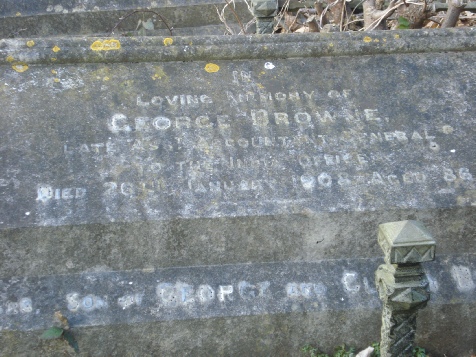 IN
LOVING MEMORY OF
GEORGE BROWNE,
LATE ASST ACCOUNTANT GENERAL
TO THE INDIA OFFICE
DIED 26TH JANUARY 1908 AGED 86
SON OF GEORGE AND